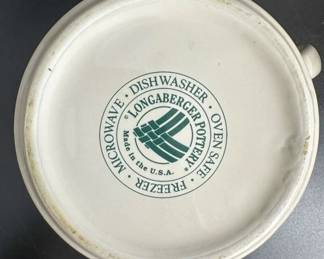 MICROWAVE · DISHWASHER · OVEN SAFE · FREEZER ·
LONGABERGER POTTERY®
Made in the U.S.A.